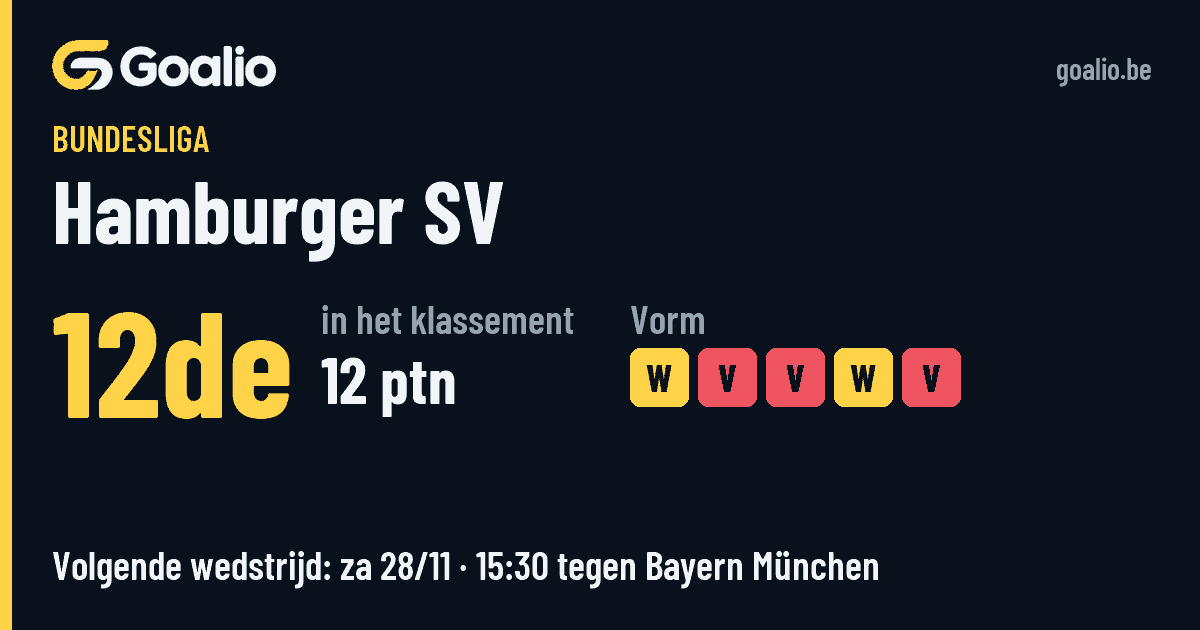 Goalio
goalio.be
BUNDESLIGA
Hamburger SV
12de
in het klassement
12 ptn
Vorm
W V V W V
Volgende wedstrijd: za 28/11 · 15:30 tegen Bayern München